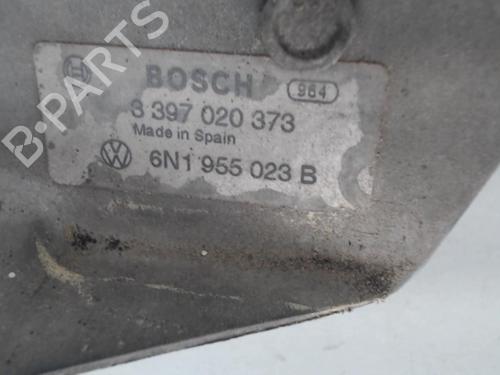 BOSCH 984
3 397 020 373
Made in Spain
6N1 955 023 B
B-PARTS